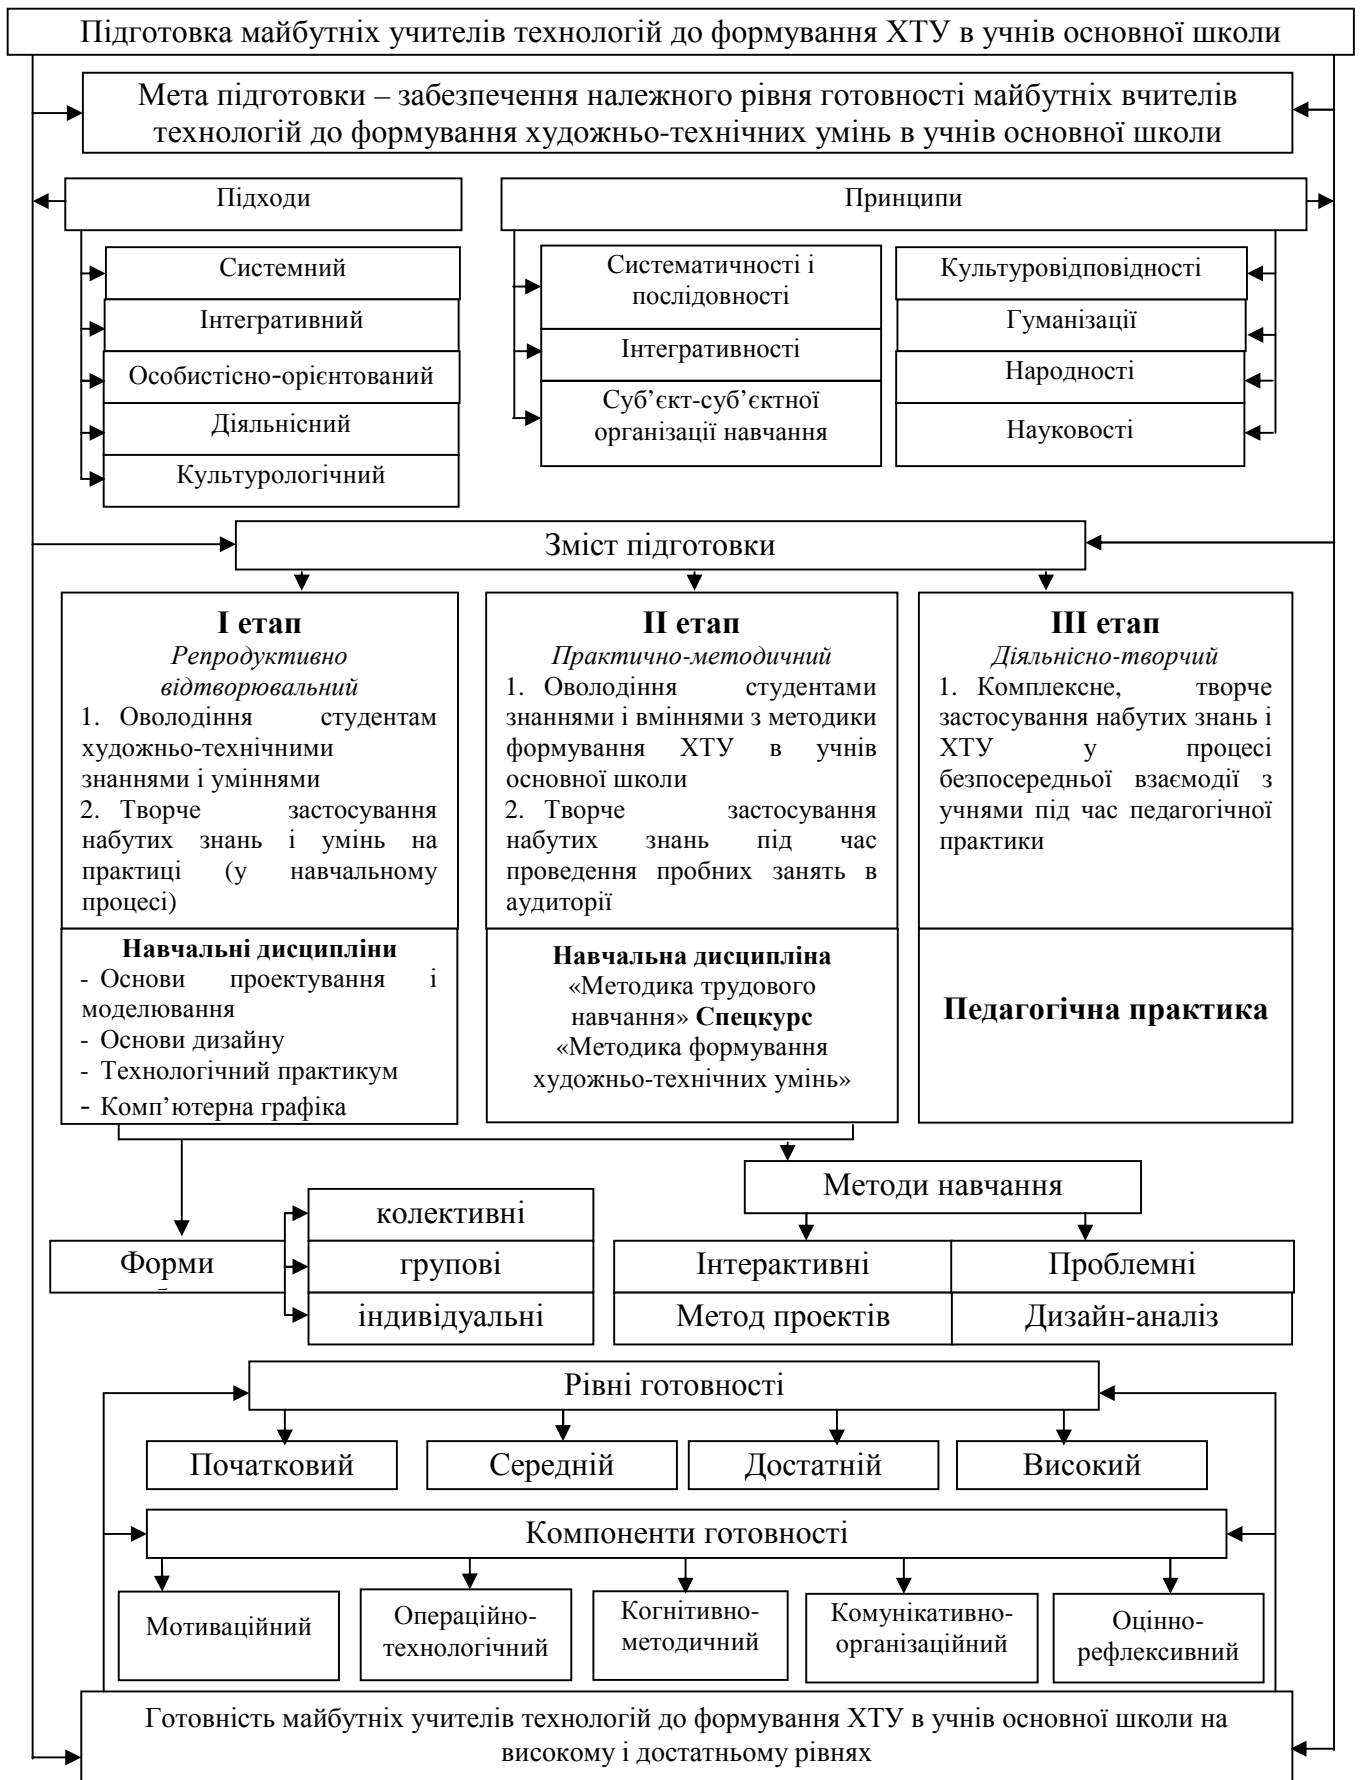 Підготовка майбутніх учителів технологій до формування ХТУ в учнів основної школи
Мета підготовки – забезпечення належного рівня готовності майбутніх вчителів
технологій до формування художньо-технічних умінь в учнів основної школи
Підходи
Системний
Інтегративний
Особистісно-орієнтований
Діяльнісний
Культурологічний
Принципи
Систематичності і
послідовності
Інтегративності
Суб’єкт-суб’єктної
організації навчання
Культуровідповідності
Гуманізації
Народності
Науковості
Зміст підготовки
І етап
Репродуктивно
відтворювальний
1. Оволодіння студентам
художньо-технічними
знаннями і уміннями
2. Творче застосування
набутих знань і умінь на
практиці (у навчальному
процесі)
Навчальні дисципліни
- Основи проектування і
моделювання
- Основи дизайну
- Технологічний практикум
- Комп’ютерна графіка
ІІ етап
Практично-методичний
1. Оволодіння студентами
знаннями і вміннями з методики
формування ХТУ в учнів
основної школи
2. Творче застосування
набутих знань під час
проведення пробних занять в
аудиторії
Навчальна дисципліна
«Методика трудового
навчання» Спецкурс
«Методика формування
художньо-технічних умінь»
ІІІ етап
Діяльнісно-творчий
1. Комплексне, творче
застосування набутих знань і
ХТУ у процесі
безпосередньої взаємодії з
учнями під час педагогічної
практики
Педагогічна практика
Форми
колективні
групові
індивідуальні
Методи навчання
Інтерактивні
Проблемні
Метод проектів
Дизайн-аналіз
Рівні готовності
Початковий
Середній
Достатній
Високий
Компоненти готовності
Мотиваційний
Операційно-
технологічний
Когнітивно-
методичний
Комунікативно-
організаційний
Оцінно-
рефлексивний
Готовність майбутніх учителів технологій до формування ХТУ в учнів основної школи на
високому і достатньому рівнях